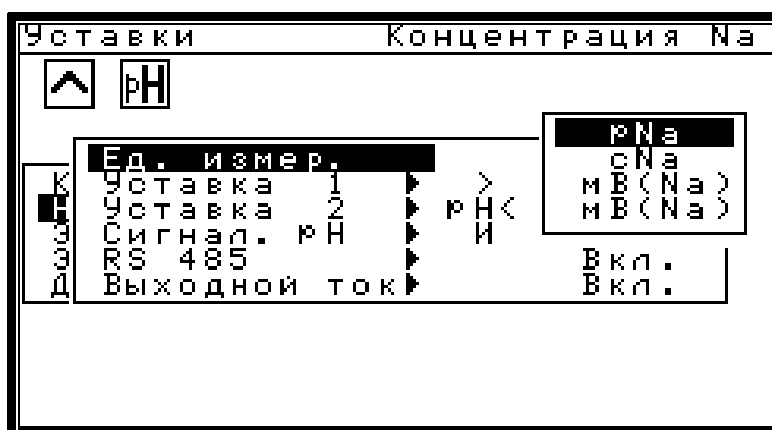 Уставки Концентрация Na
pH
pNa
Ед. измер.
cNa
К Уставка 1 > мВ(Na)
Н Уставка 2 pH< мВ(Na)
Э Сигнал. pH И
Э RS 485 Вкл.
Д Выходной ток Вкл.